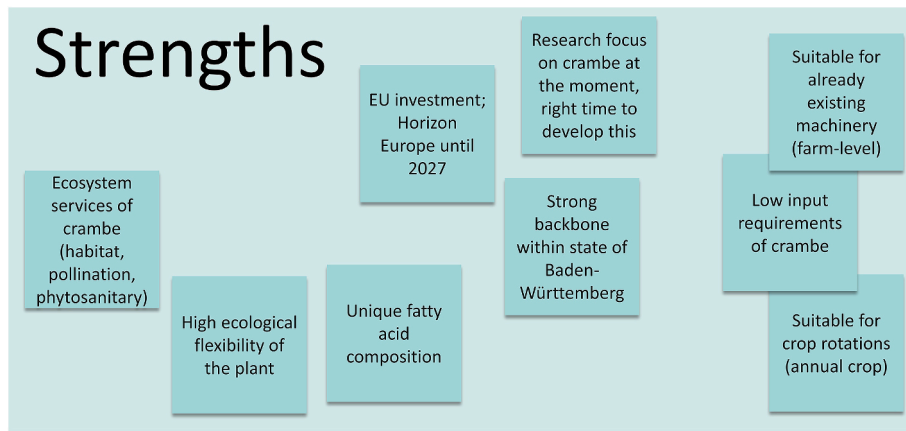 Strengths
Ecosystem
services of
crambe
(habitat,
pollination,
phytosanitary)
High ecological
flexibility of
the plant
EU investment;
Horizon
Europe until
2027
Unique fatty
acid
composition
Research focus
on crambe at
the moment,
right time to
develop this
Strong
backbone
within state of
Baden-
Württemberg
Suitable for
already
existing
machinery
(farm-level)
Low input
requirements
of crambe
Suitable for
crop rotations
(annual crop)